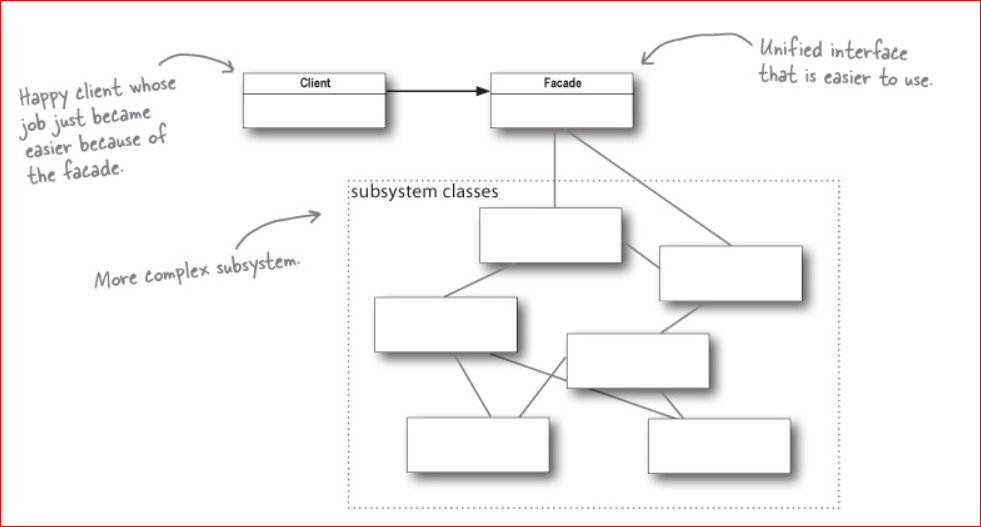 Happy client whose
job just became
easier because of
the facade.
Client
Facade
Unified interface
that is easier to use.
subsystem classes
More complex subsystem.